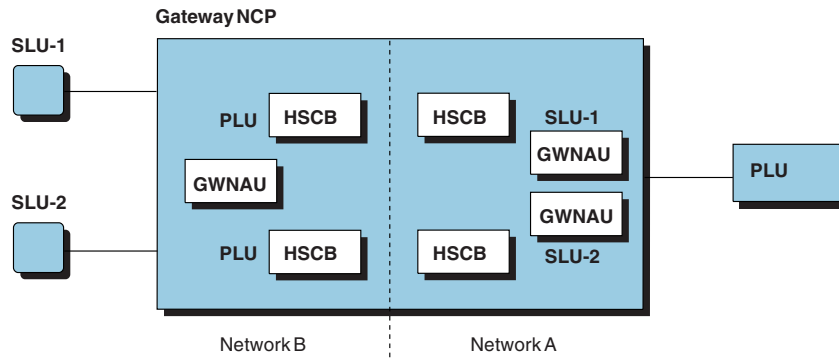 Gateway NCP
SLU-1
PLU
HSCB
HSCB
SLU-1
GWNAU
GWNAU
PLU
SLU-2
GWNAU
PLU
HSCB
HSCB
SLU-2
Network B
Network A